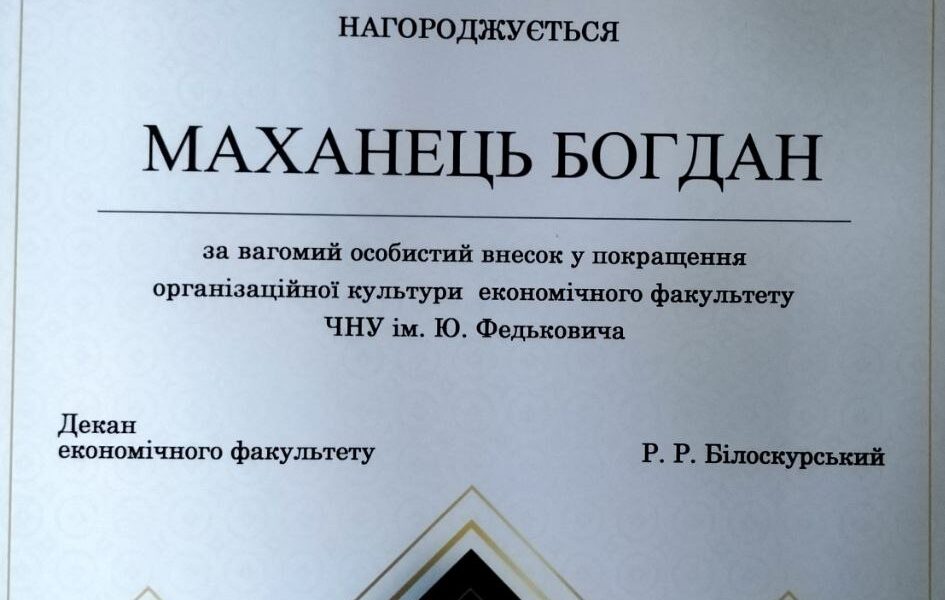 НАГОРОДЖУЄТЬСЯ
МАХАНЕЦЬ БОГДАН
за вагомий особистий внесок у покращення
організаційної культури економічного факультету
ЧНУ ім. Ю. Федьковича
Декан
економічного факультету
Р. Р. Білоскурський